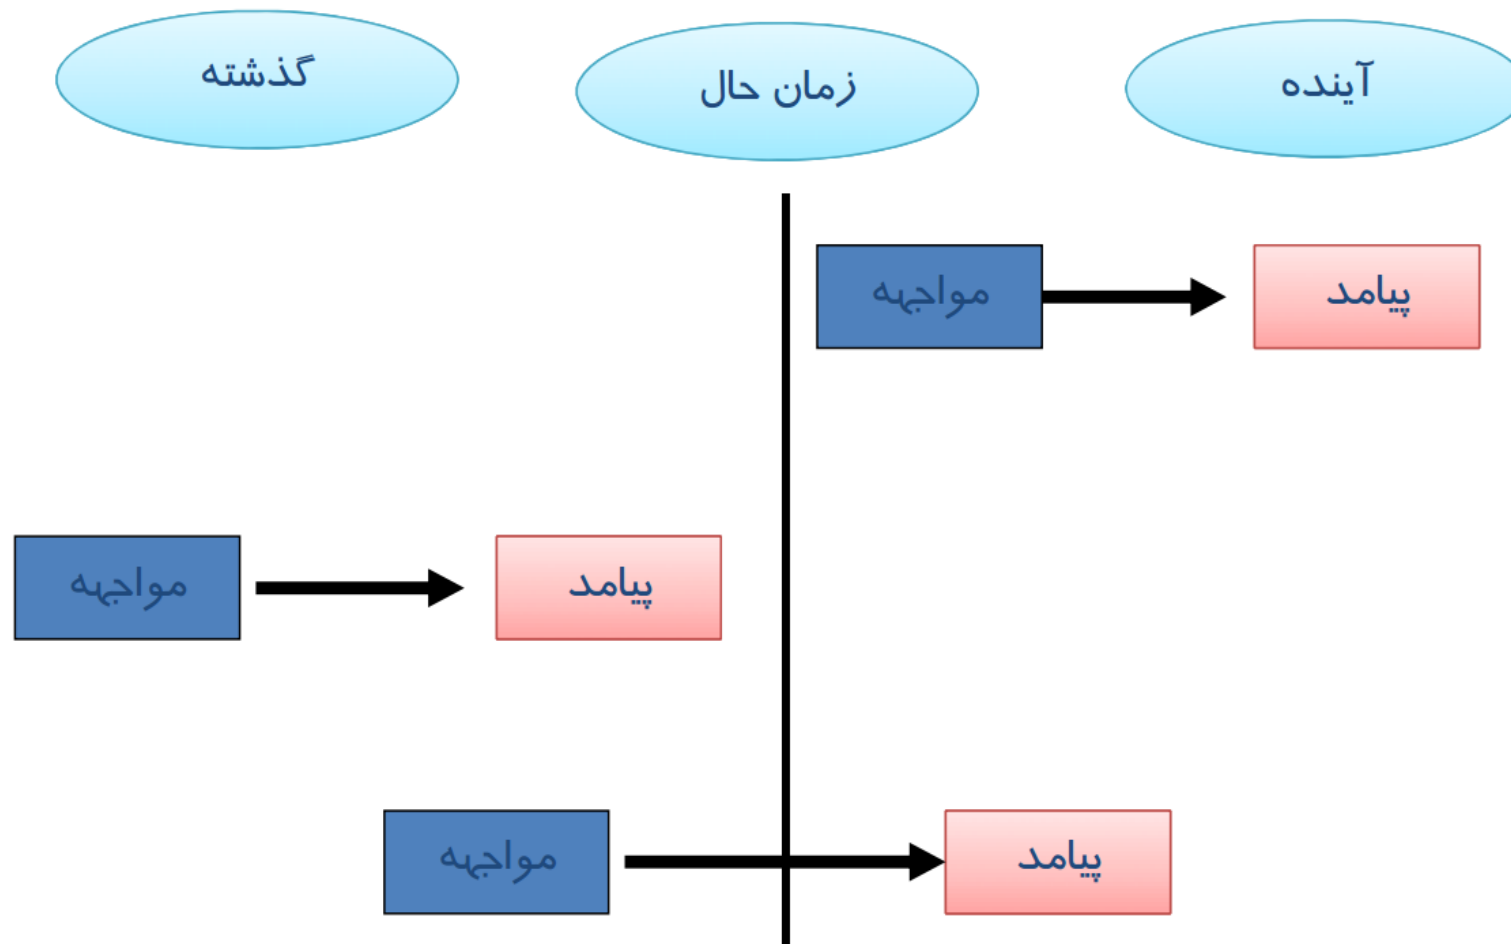 گذشته
زمان حال
آینده
مواجهه
پیامد
مواجهه
پیامد
مواجهه
پیامد